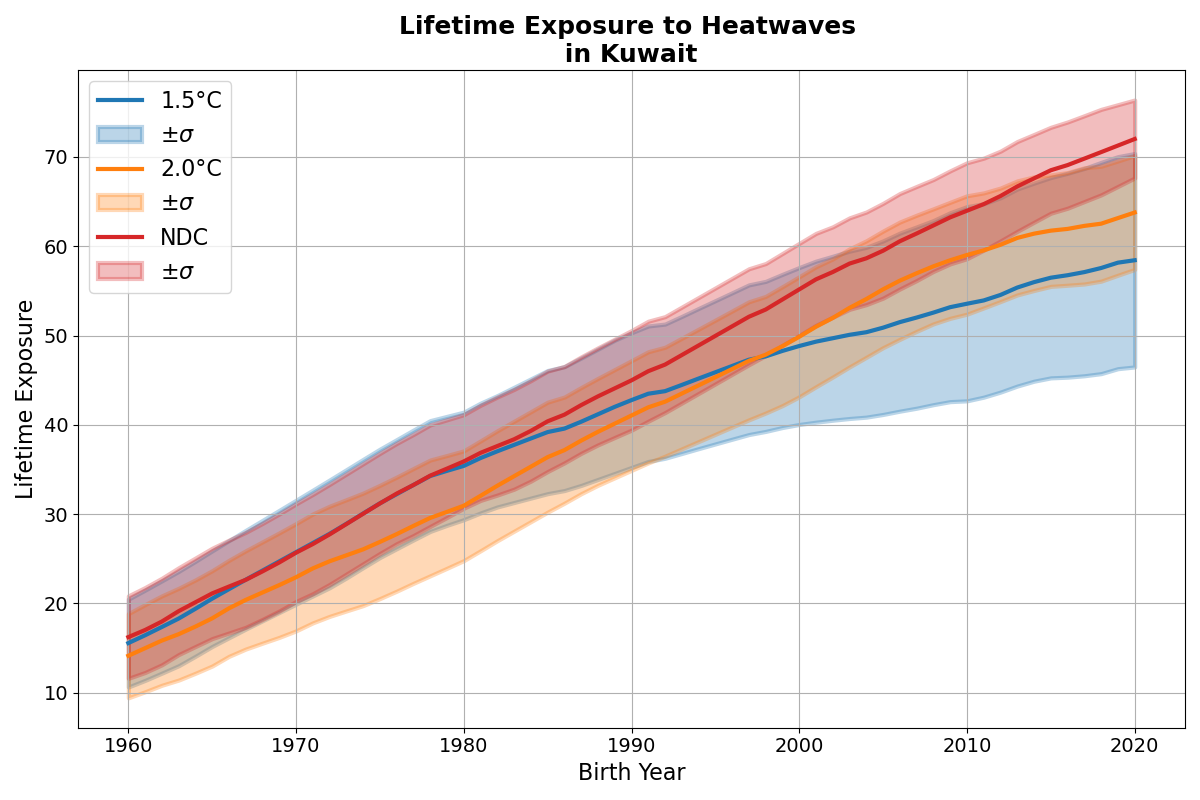 Lifetime Exposure to Heatwaves
in Kuwait
1.5°C
±σ
2.0°C
±σ
NDC
±σ
Lifetime Exposure
70
60
50
40
30
20
10
1960 1970 1980 1990 2000 2010 2020
Birth Year